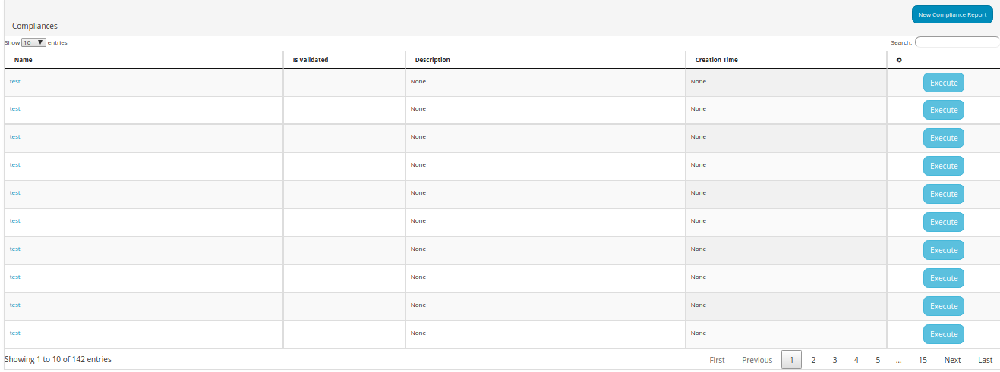 New Compliance Report
Compliances
Show 10 entries Search:
Name Is Validated Description Creation Time
test None None Execute
test None None Execute
test None None Execute
test None None Execute
test None None Execute
test None None Execute
test None None Execute
test None None Execute
test None None Execute
test None None Execute
Showing 1 to 10 of 142 entries First Previous 1 2 3 4 5 ... 15 Next Last